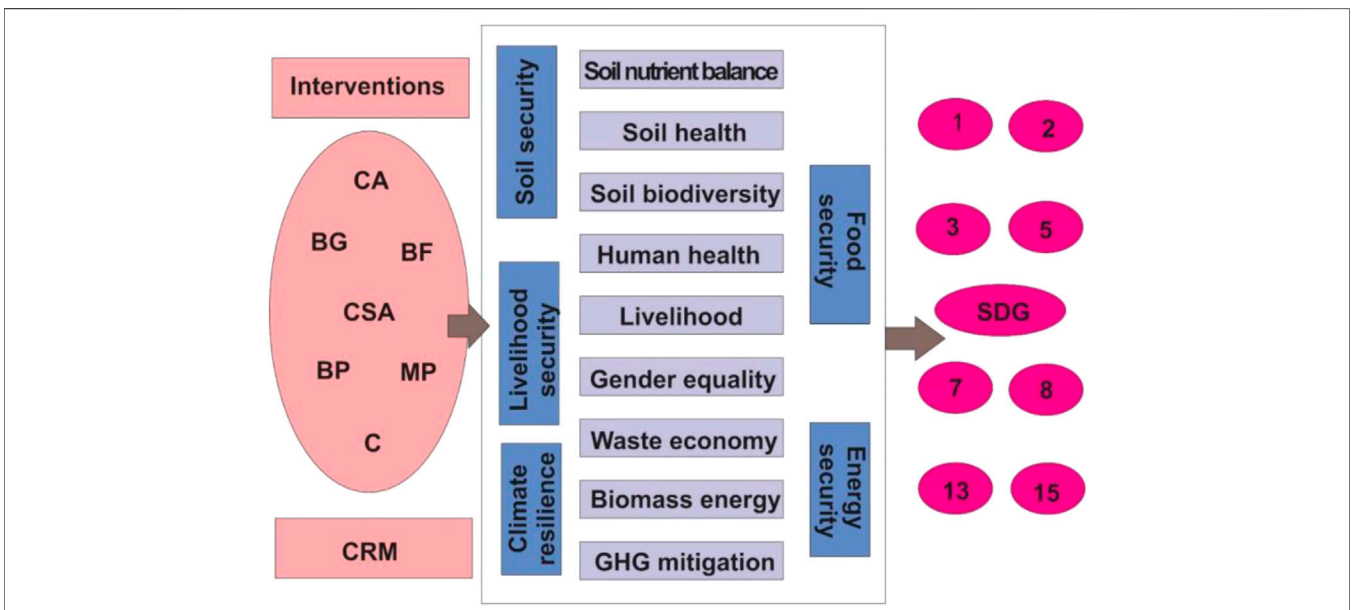 Interventions
CA
BG
BF
CSA
BP
MP
C
CRM
Soil security
Livelihood
security
Climate
resilience
Soil nutrient balance
Soil health
Soil biodiversity
Human health
Livelihood
Gender equality
Waste economy
Biomass energy
GHG mitigation
Food
security
Energy
security
1
2
3
5
SDG
7
8
13
15